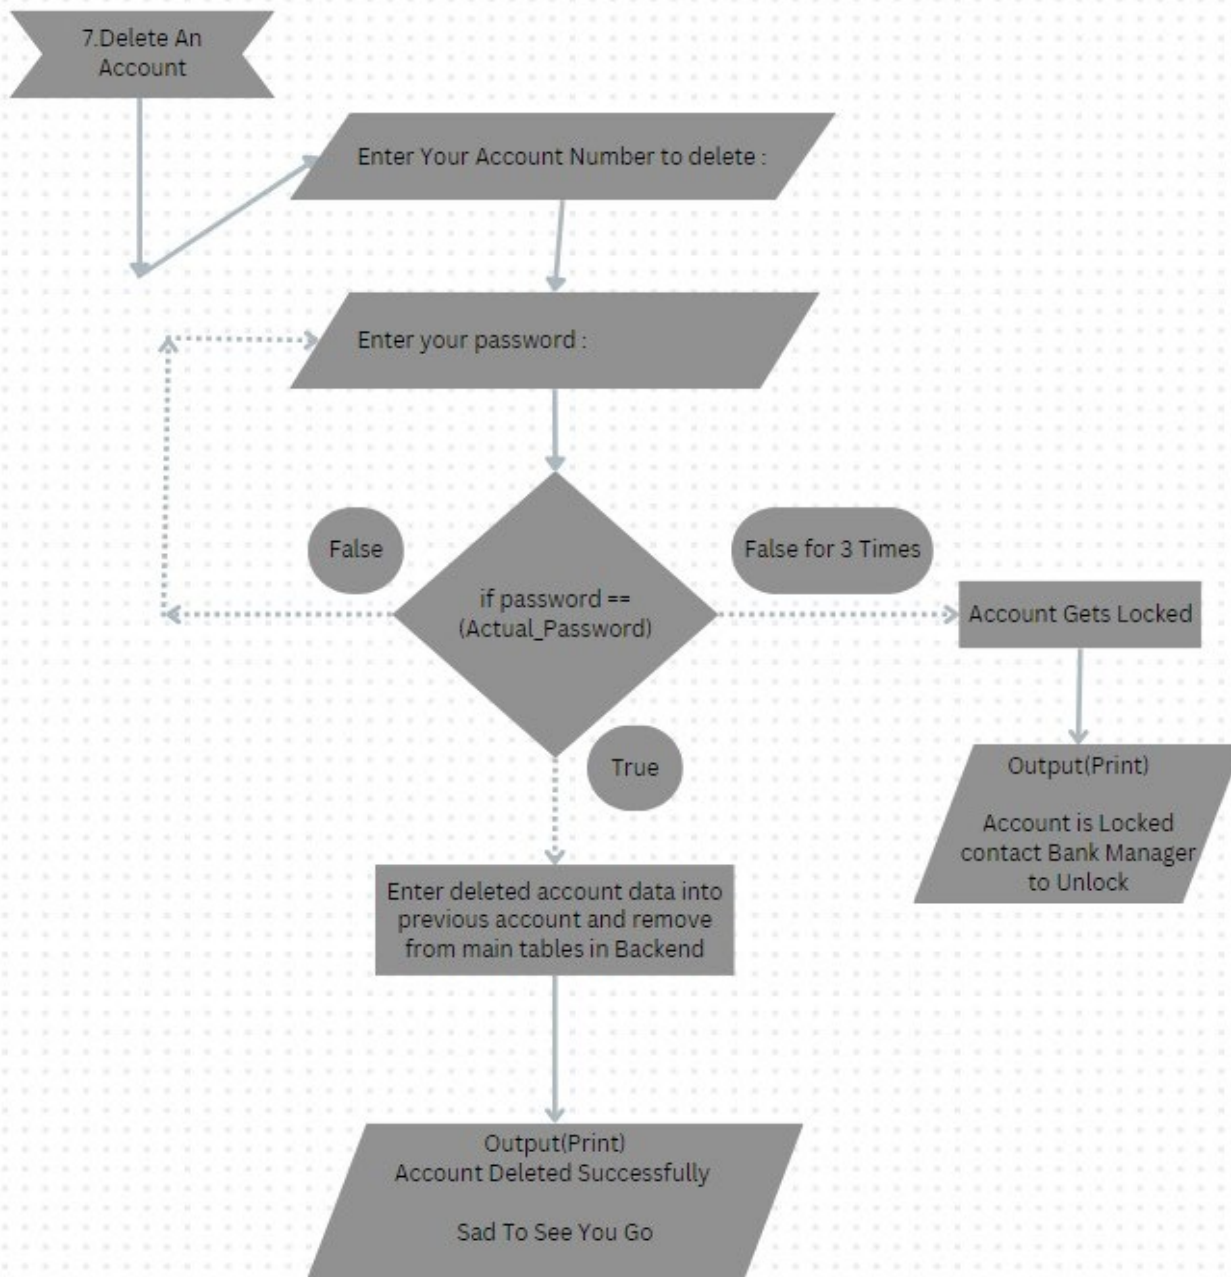 7.Delete An
Account
Enter Your Account Number to delete :
Enter your password :
False
False for 3 Times
if password ==
(Actual_Password)
Account Gets Locked
True
Output(Print)
Account is Locked
contact Bank Manager
to Unlock
Enter deleted account data into
previous account and remove
from main tables in Backend
Output(Print)
Account Deleted Successfully
Sad To See You Go